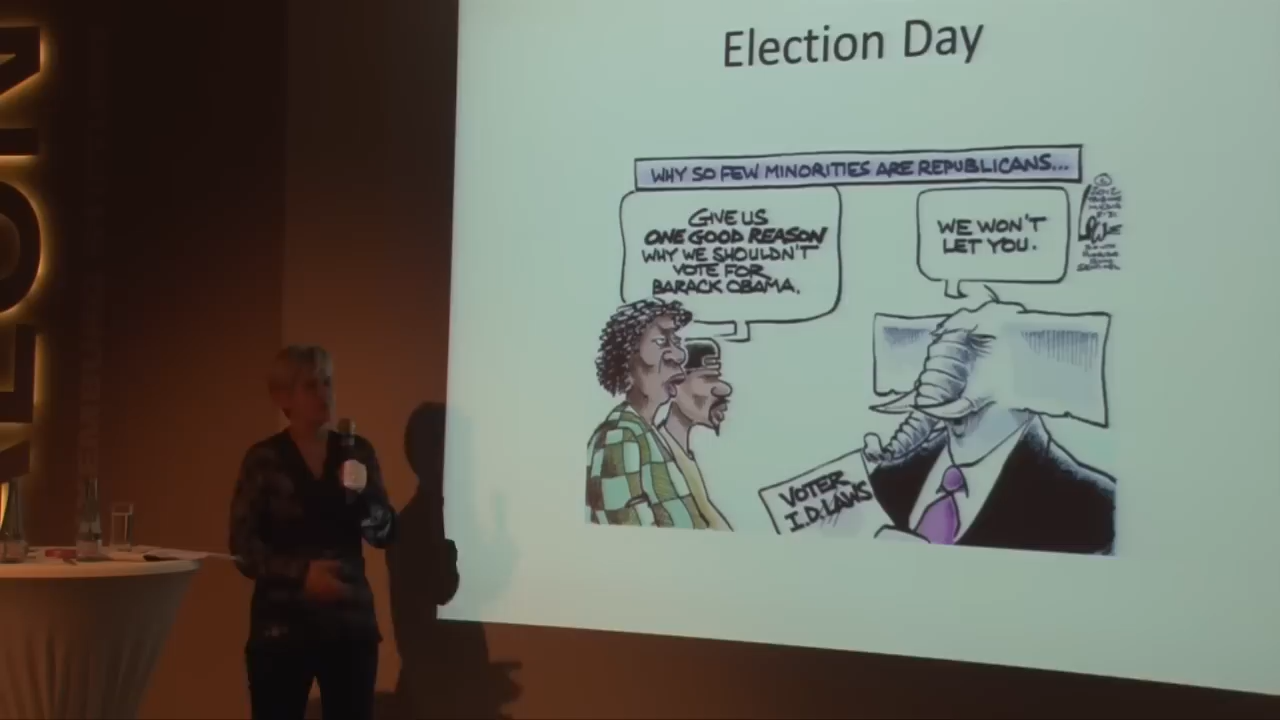 Election Day
WHY SO FEW MINORITIES ARE REPUBLICANS...
GIVE US
ONE GOOD REASON
WHY WE SHOULDN'T
VOTE FOR
BARACK OBAMA.
WE WON'T
LET YOU.
VOTER
I.D. LAWS